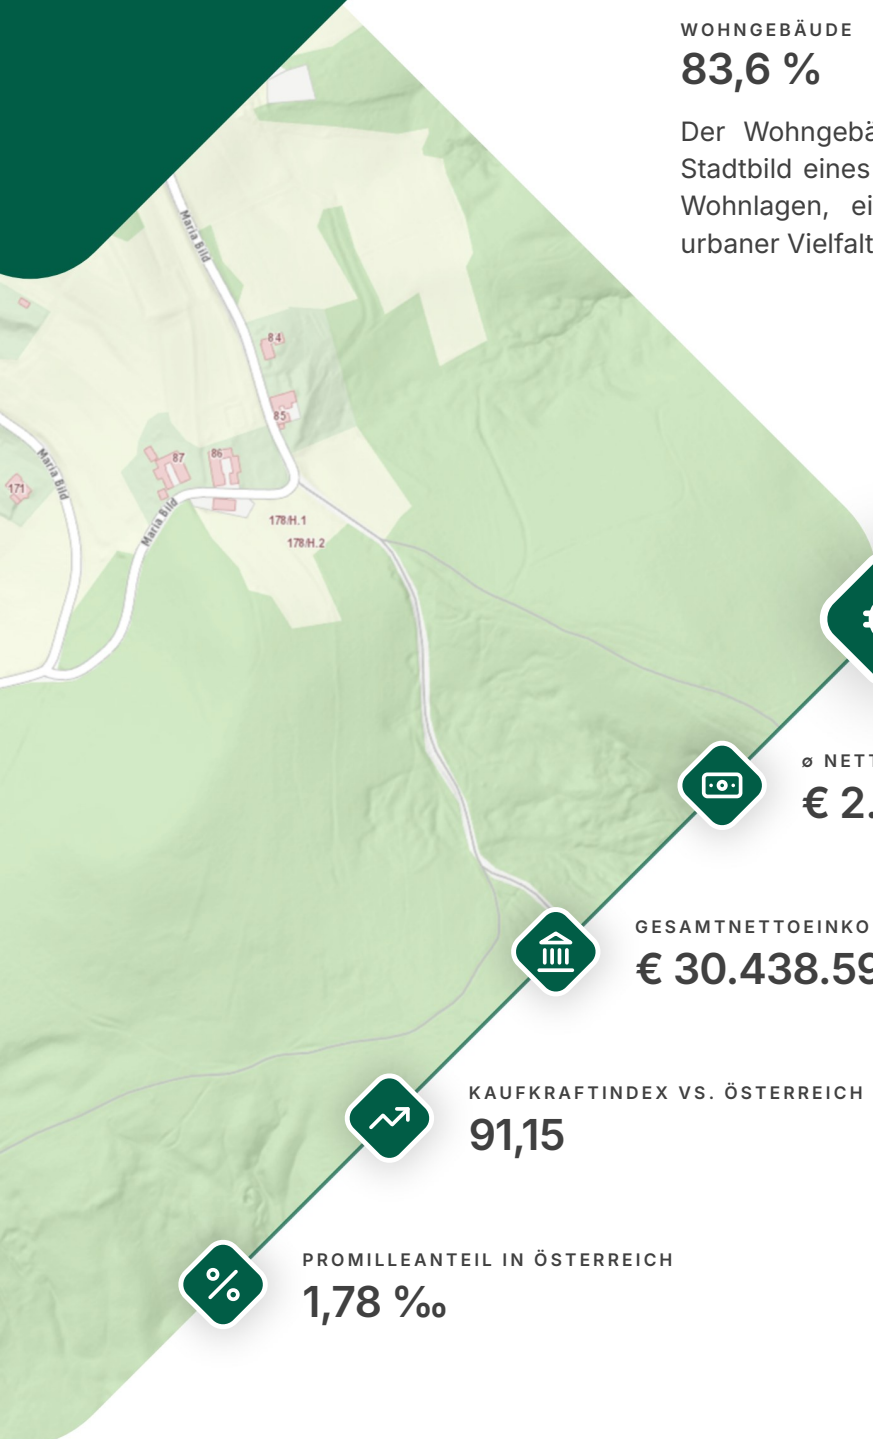 WOHNGEBÄUDE
83,6 %
Der Wohngebä
Stadtbild eines
Wohnlagen, ei
urbaner Vielfalt
Maria Bild
84
85
87
86
Maria Bild
171
Maria Bild
178/H.1
178/H.2
ø NETT
€ 2.
GESAMTNETTOEINKO
€ 30.438.59
KAUFKRAFTINDEX VS. ÖSTERREICH
91,15
PROMILLEANTEIL IN ÖSTERREICH
1,78 ‰